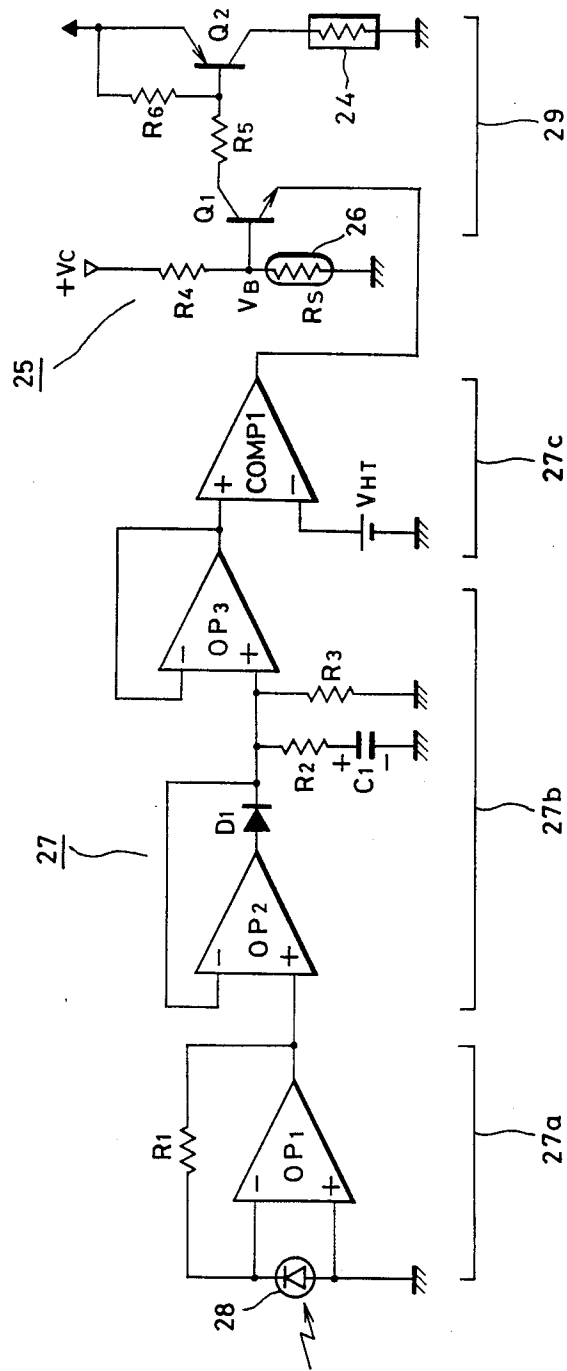 27
25
28
R1
OP1
−
+
OP2
−
+
D1
R2
+
C1
−
R3
OP3
−
+
COMP1
+
−
VHT
+Vc
R4
VB
Rs
26
Q1
R5
R6
Q2
24
27a
27b
27c
29